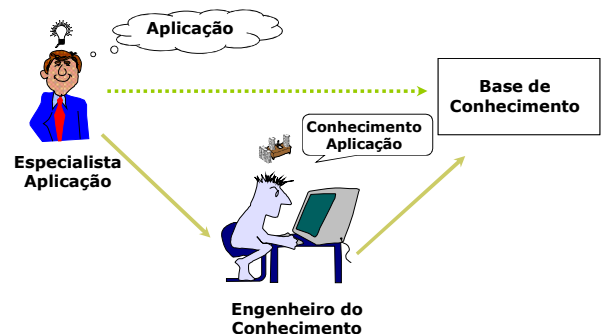 Aplicação
Base de
Conhecimento
Conhecimento
Aplicação
Especialista
Aplicação
Engenheiro do
Conhecimento